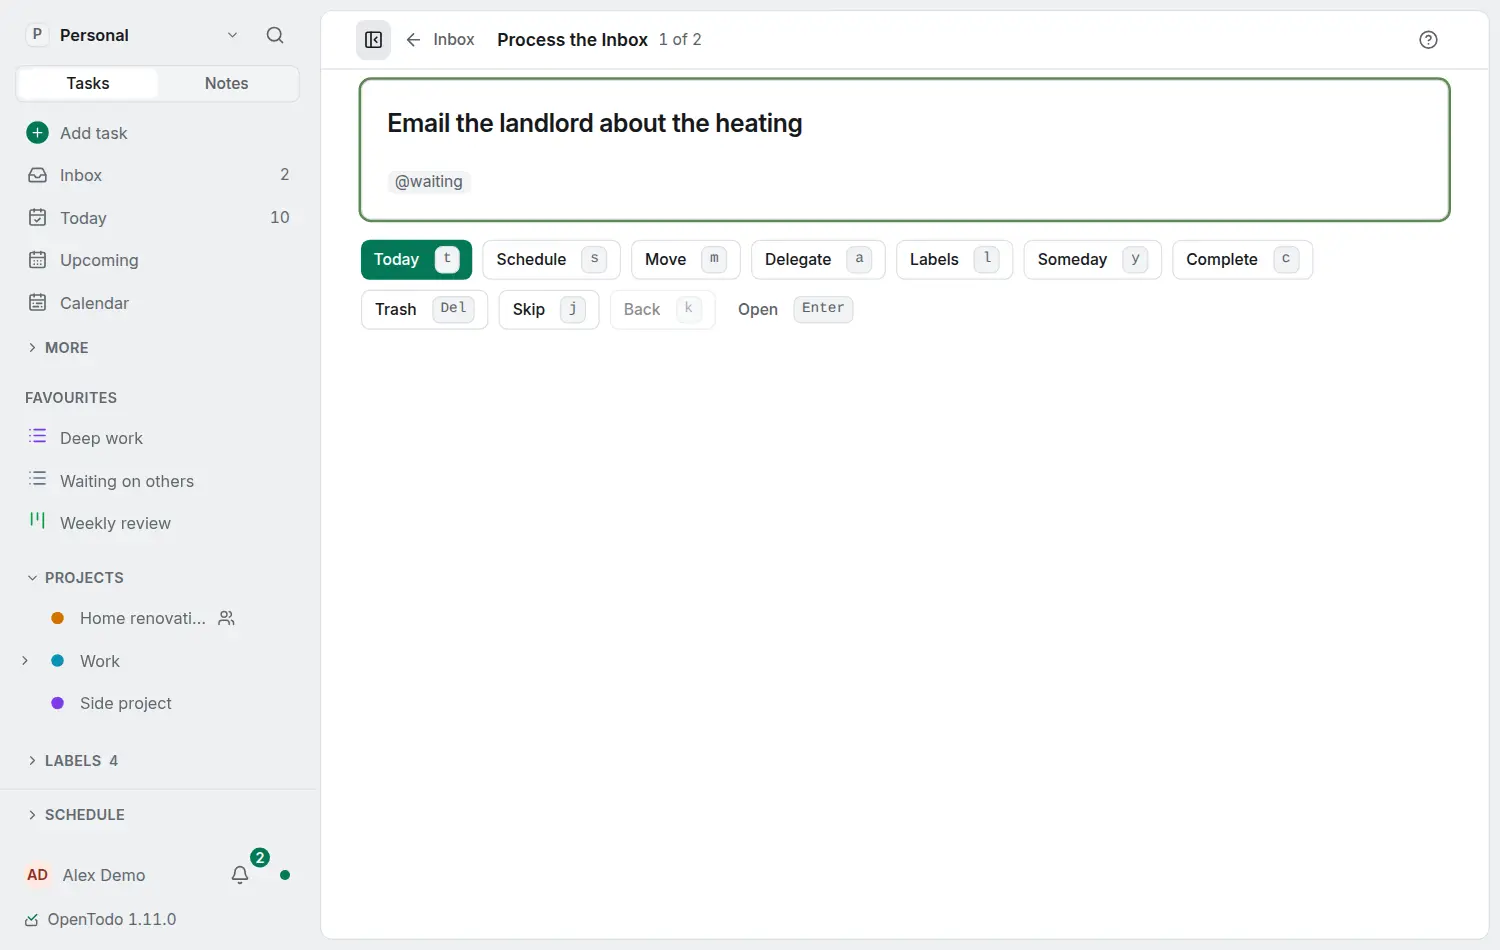 P Personal
Tasks Notes
Add task
Inbox 2
Today 10
Upcoming
Calendar
MORE
FAVOURITES
Deep work
Waiting on others
Weekly review
PROJECTS
Home renovati...
Work
Side project
LABELS 4
SCHEDULE
AD Alex Demo 2
OpenTodo 1.11.0
Inbox Process the Inbox 1 of 2
Email the landlord about the heating
@waiting
Today t Schedule s Move m Delegate a Labels l Someday y Complete c
Trash Del Skip j Back k Open Enter